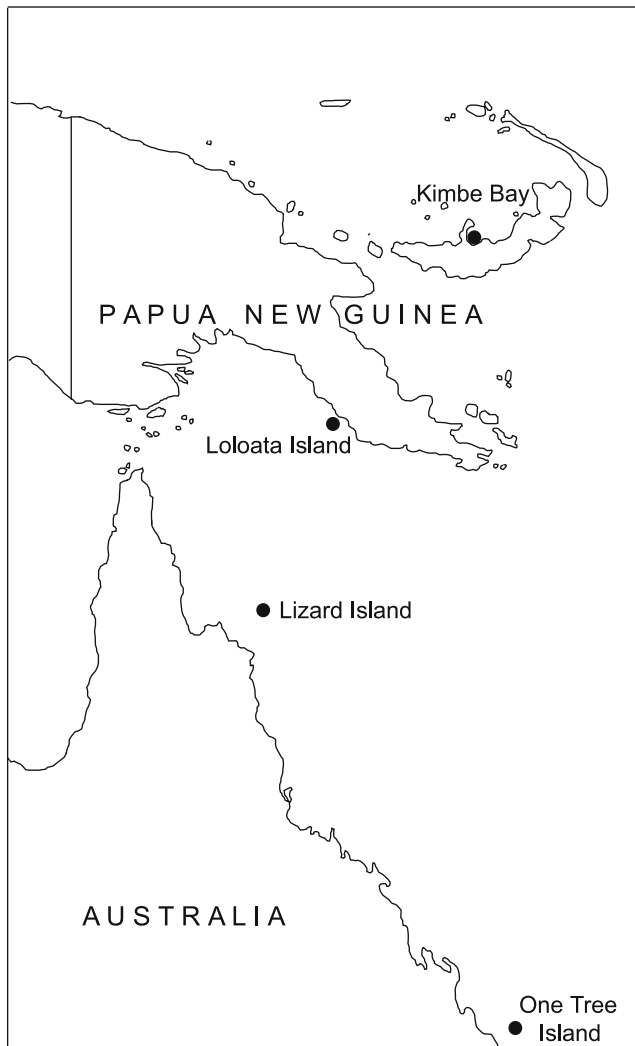 Kimbe Bay
PAPUA NEW GUINEA
Loloata Island
Lizard Island
AUSTRALIA
One Tree
Island